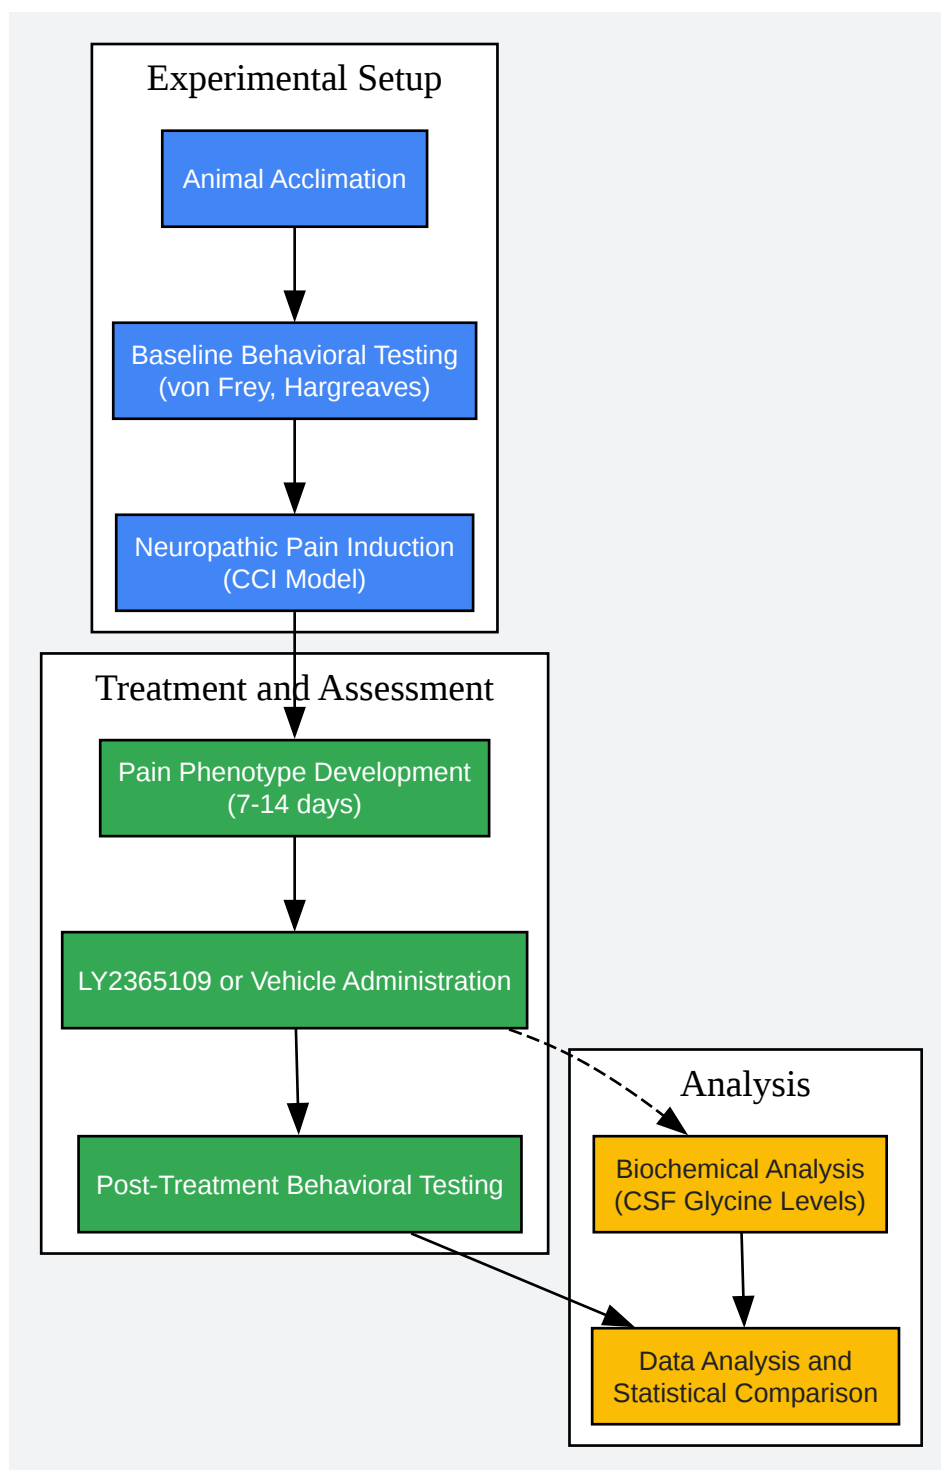 Experimental Setup
Animal Acclimation
Baseline Behavioral Testing
(von Frey, Hargreaves)
Neuropathic Pain Induction
(CCI Model)
Treatment and Assessment
Pain Phenotype Development
(7-14 days)
LY2365109 or Vehicle Administration
Post-Treatment Behavioral Testing
Analysis
Biochemical Analysis
(CSF Glycine Levels)
Data Analysis and
Statistical Comparison